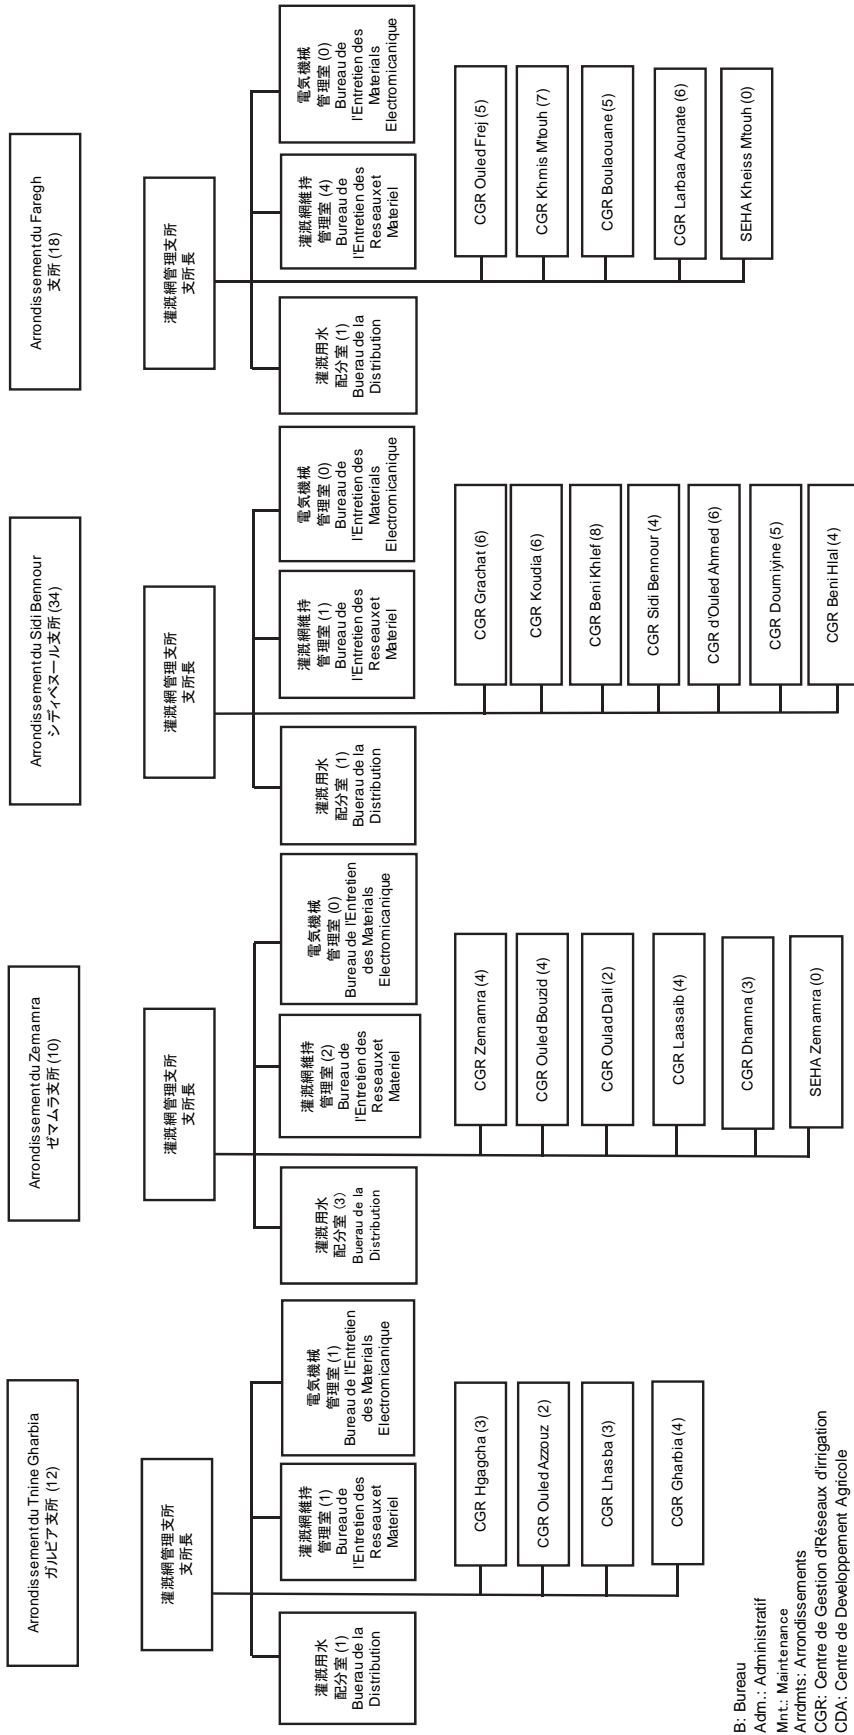 Arrondissement du Tnine Gharbia
ガルビア支所 (12)
灌漑網管理支所
支所長
灌漑用水
配分室 (1)
Buerau de la
Distribution
灌漑網維持
管理室 (1)
Bureau de
l'Entretien des
Reseauxet
Materiel
電気機械
管理室 (1)
Bureau de l'Entretien
des Materials
Electromicanique
CGR Hgagcha (3)
CGR Ouled Azzouz (2)
CGR Lhasba (3)
CGR Gharbia (4)
Arrondissement du Zemamra
ゼマムラ支所 (10)
灌漑網管理支所
支所長
灌漑用水
配分室 (3)
Buerau de la
Distribution
灌漑網維持
管理室 (2)
Bureau de
l'Entretien des
Reseauxet
Materiel
電気機械
管理室 (0)
Bureau de l'Entretien
des Materials
Electromicanique
CGR Zemamra (4)
CGR Ouled Bouzid (4)
CGR Oulad Dali (2)
CGR Laasaib (4)
CGR Dhamna (3)
SEHA Zemamra (0)
Arrondissement du Sidi Bennour
シディベヌール支所 (34)
灌漑網管理支所
支所長
灌漑用水
配分室 (1)
Buerau de la
Distribution
灌漑網維持
管理室 (1)
Bureau de
l'Entretien des
Reseauxet
Materiel
電気機械
管理室 (0)
Bureau de
l'Entretien des
Materials
Electromicanique
CGR Grachat (6)
CGR Koudia (6)
CGR Beni Khlef (8)
CGR Sidi Bennour (4)
CGR d'Ouled Ahmed (6)
CGR Doumiyine (5)
CGR Beni Hlal (4)
Arrondissement du Faregh
支所 (18)
灌漑網管理支所
支所長
灌漑用水
配分室 (1)
Buerau de la
Distribution
灌漑網維持
管理室 (4)
Bureau de
l'Entretien des
Reseauxet
Materiel
電気機械
管理室 (0)
Bureau de
l'Entretien des
Materials
Electromicanique
CGR Ouled Frej (5)
CGR Khmis M'touh (7)
CGR Boulaouane (5)
CGR Larbaa Aounate (6)
SEHA Kheiss M'touh (0)
B: Bureau
Adm.: Administratif
Mnt.: Maintenance
Arrdmts: Arrondissements
CGR: Centre de Gestion d'Réseaux d'irrigation
CDA: Centre de Developpement Agricole